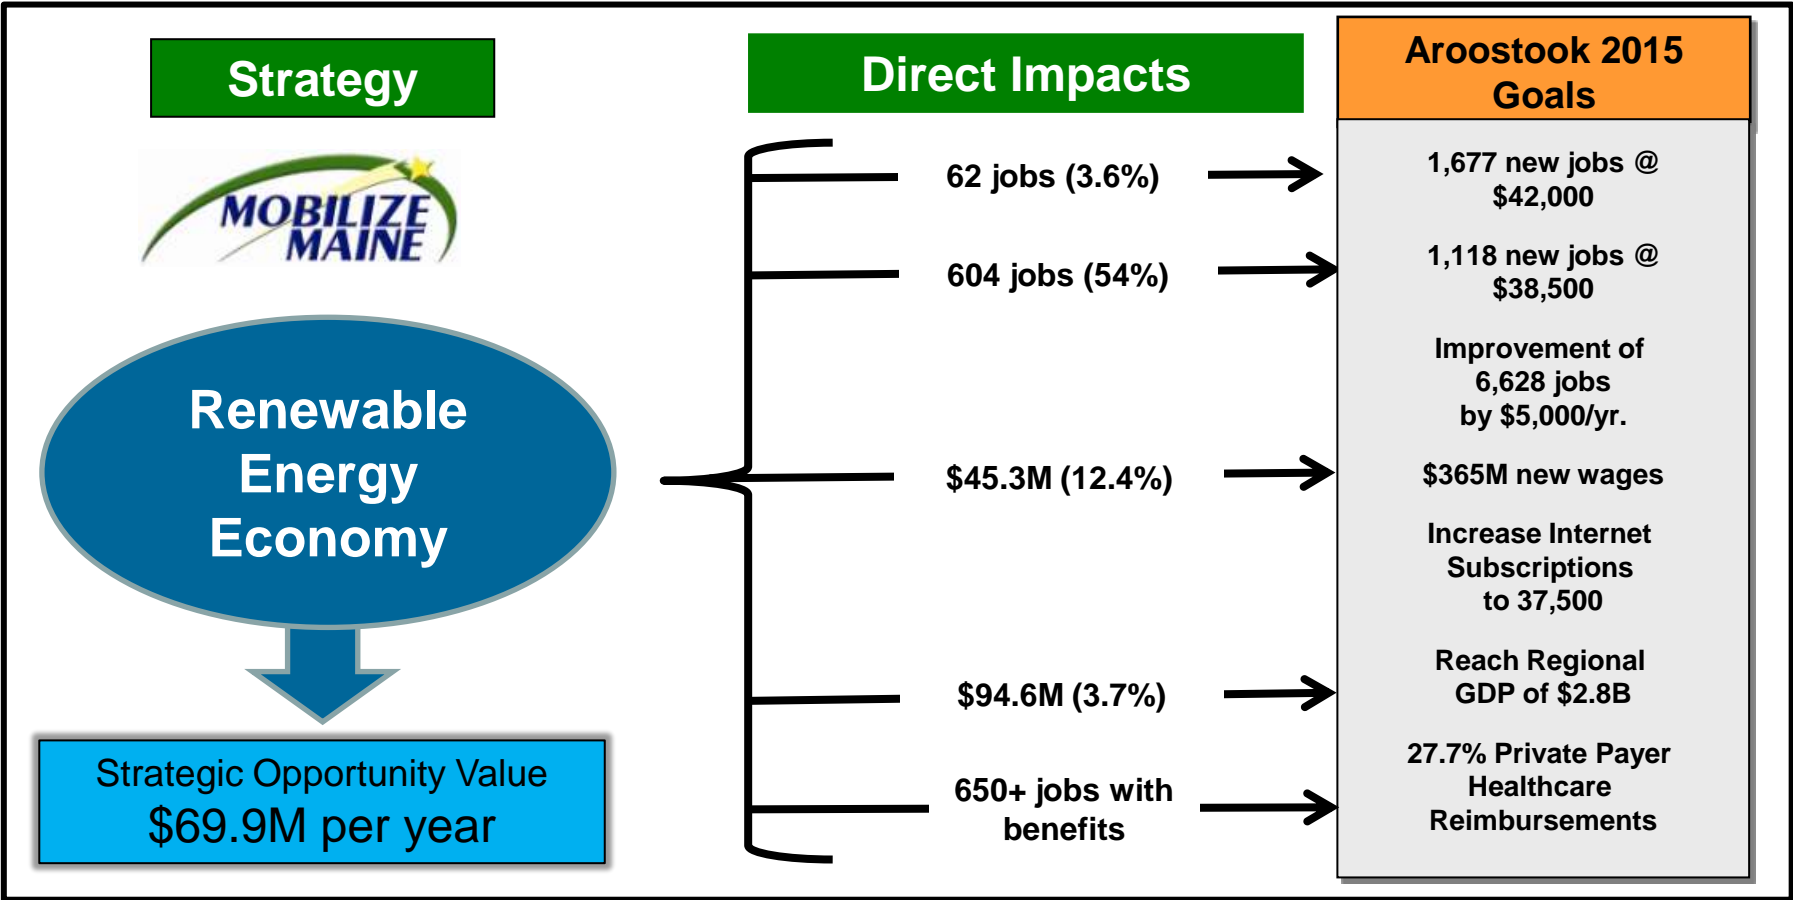 Strategy
MOBILIZE
MAINE
Renewable
Energy
Economy
Strategic Opportunity Value
$69.9M per year
Direct Impacts
62 jobs (3.6%)
604 jobs (54%)
$45.3M (12.4%)
$94.6M (3.7%)
650+ jobs with
benefits
Aroostook 2015
Goals
1,677 new jobs @
$42,000
1,118 new jobs @
$38,500
Improvement of
6,628 jobs
by $5,000/yr.
$365M new wages
Increase Internet
Subscriptions
to 37,500
Reach Regional
GDP of $2.8B
27.7% Private Payer
Healthcare
Reimbursements